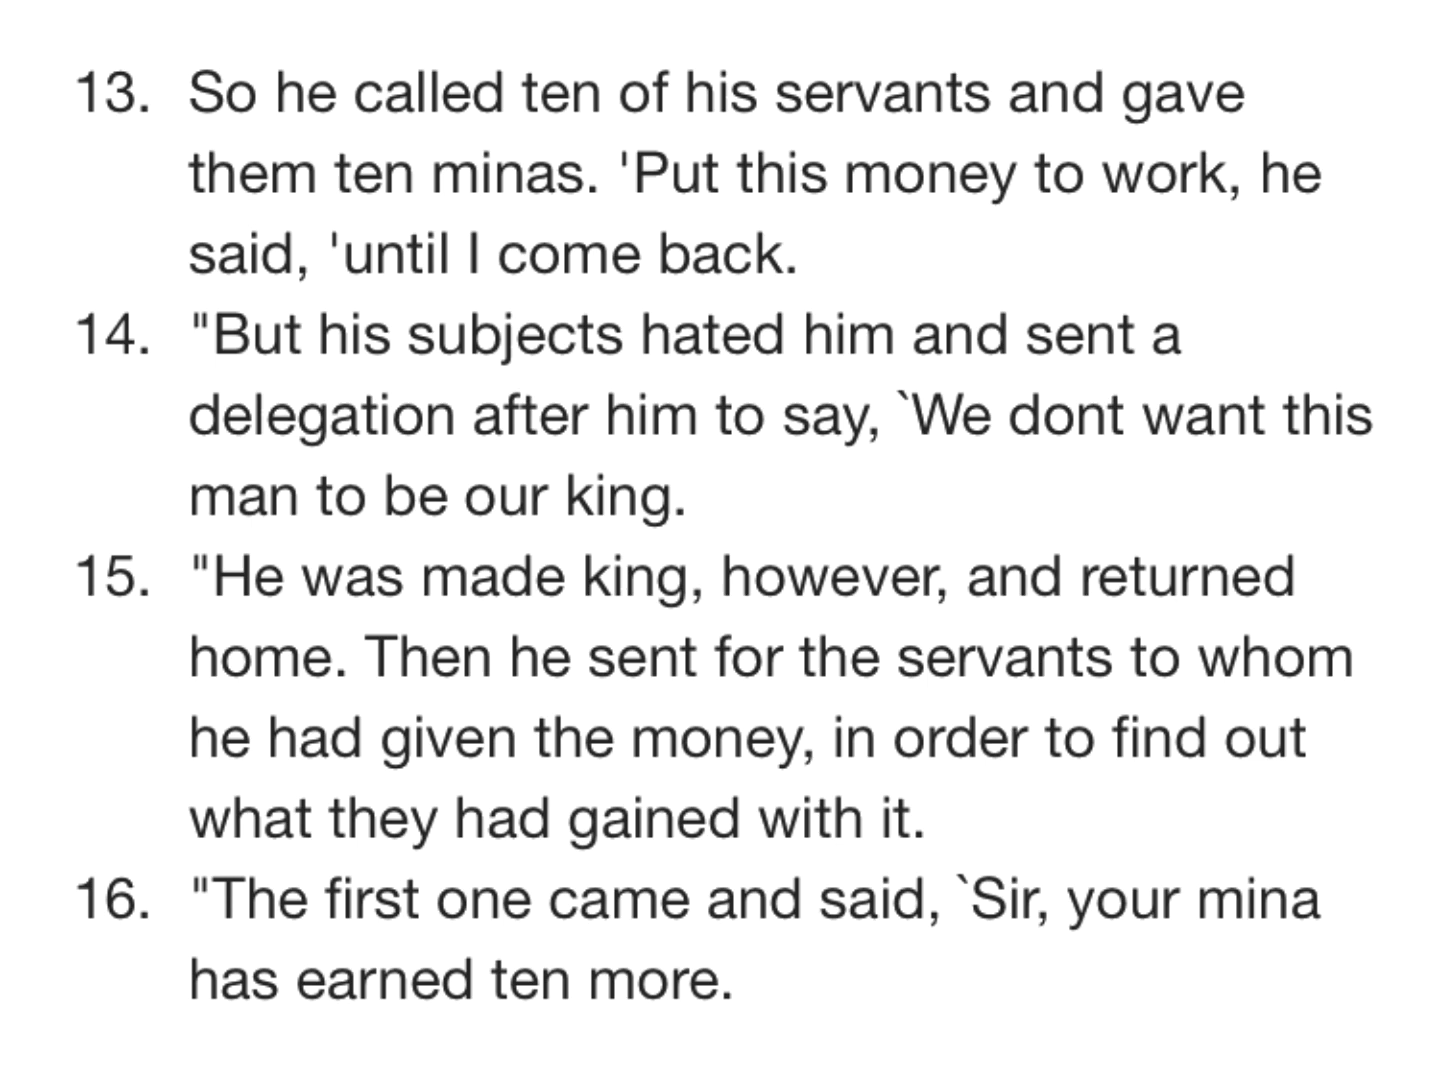 13. So he called ten of his servants and gave
them ten minas. 'Put this money to work, he
said, 'until I come back.
14. "But his subjects hated him and sent a
delegation after him to say, `We dont want this
man to be our king.
15. "He was made king, however, and returned
home. Then he sent for the servants to whom
he had given the money, in order to find out
what they had gained with it.
16. "The first one came and said, `Sir, your mina
has earned ten more.